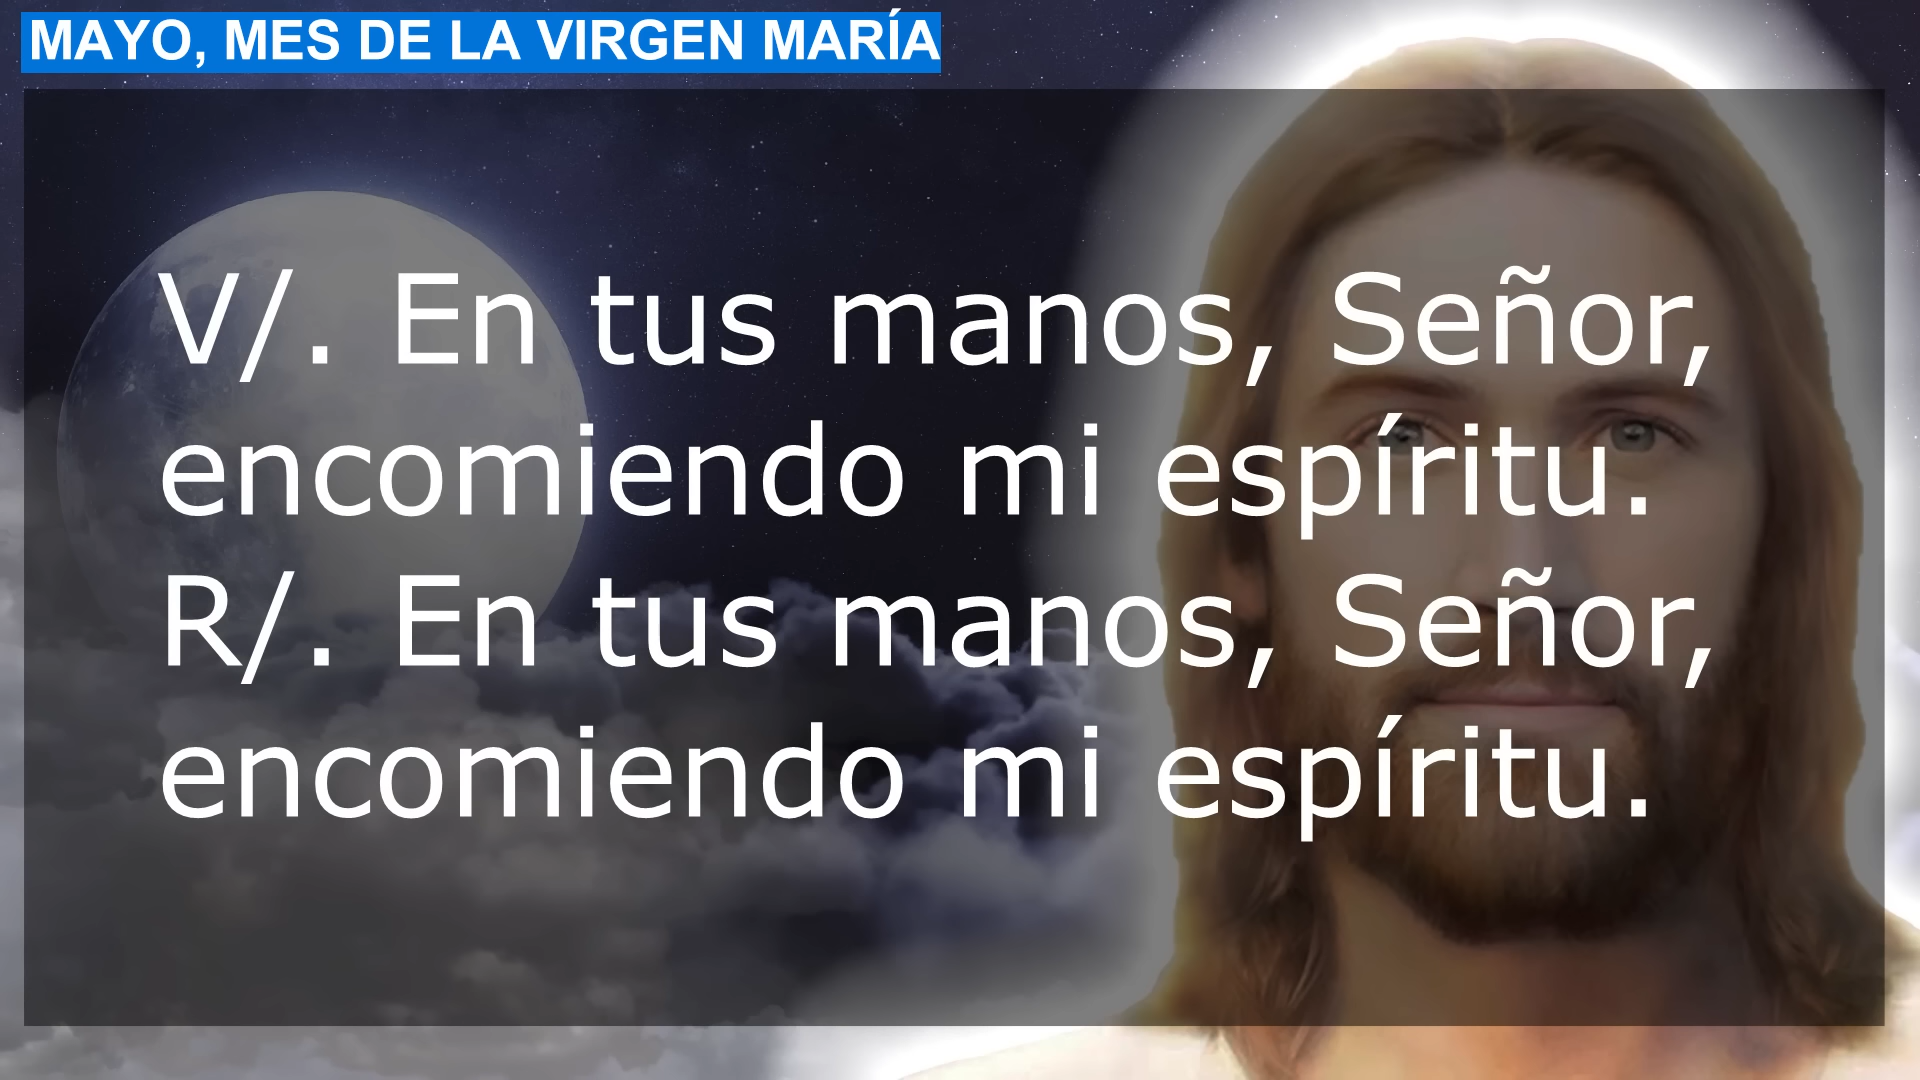 MAYO, MES DE LA VIRGEN MARÍA
V/. En tus manos, Señor,
encomiendo mi espíritu.
R/. En tus manos, Señor,
encomiendo mi espíritu.